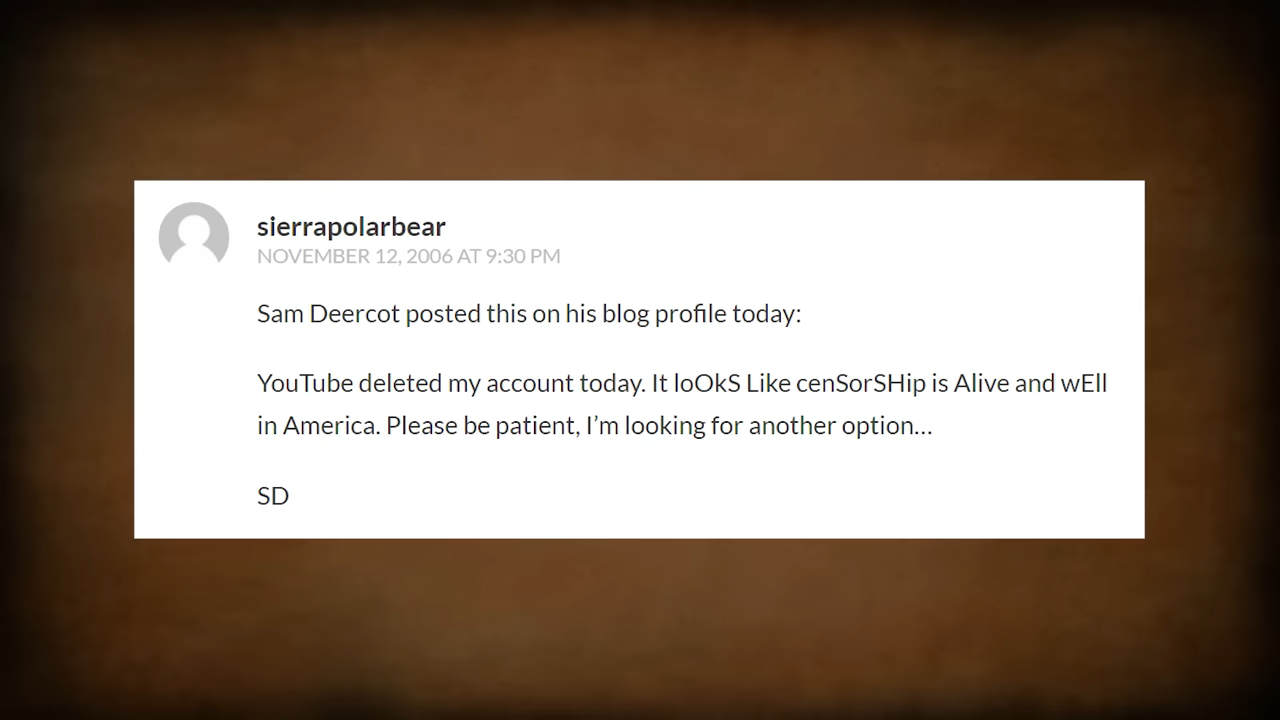 sierrapolarbear
NOVEMBER 12, 2006 AT 9:30 PM
Sam Deercot posted this on his blog profile today:
YouTube deleted my account today. It loOkS Like cenSorSHip is Alive and wEll
in America. Please be patient, I’m looking for another option…
SD